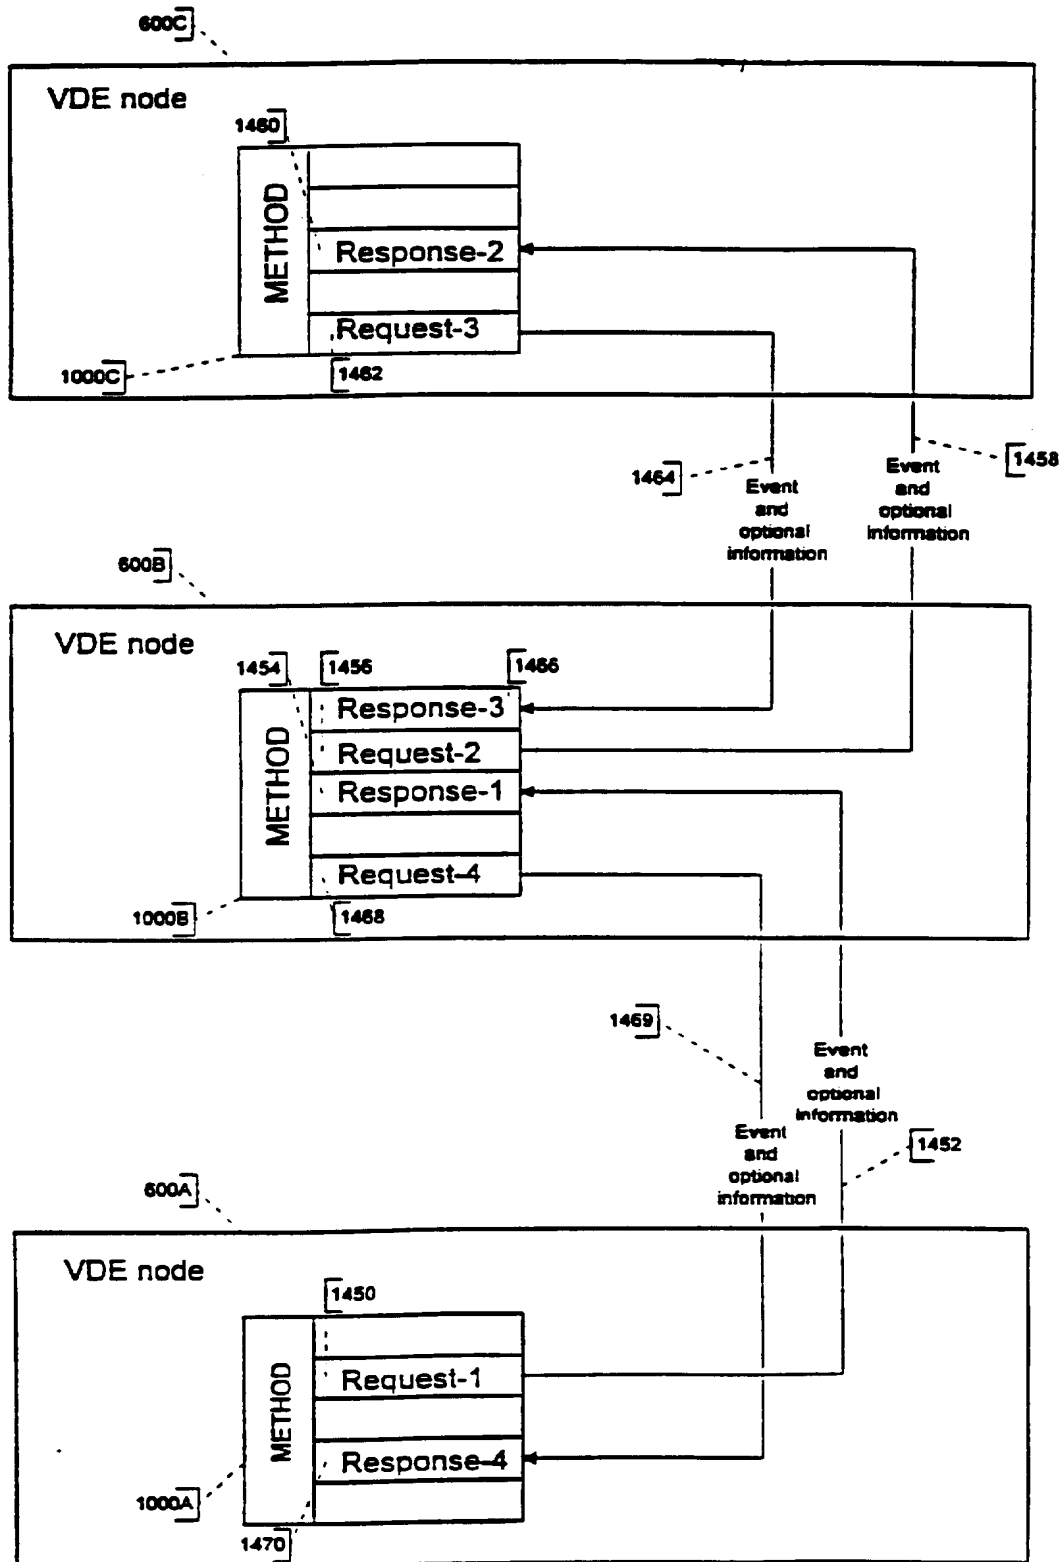 600C
VDE node
1460
METHOD
Response-2
Request-3
1000C
1462
1464
1458
Event
and
optional
information
Event
and
optional
information
600B
VDE node
1454
1456
1466
METHOD
Response-3
Request-2
Response-1
Request-4
1000B
1468
1469
Event
and
optional
information
Event
and
optional
information
1452
600A
VDE node
1450
METHOD
Request-1
Response-4
1000A
1470